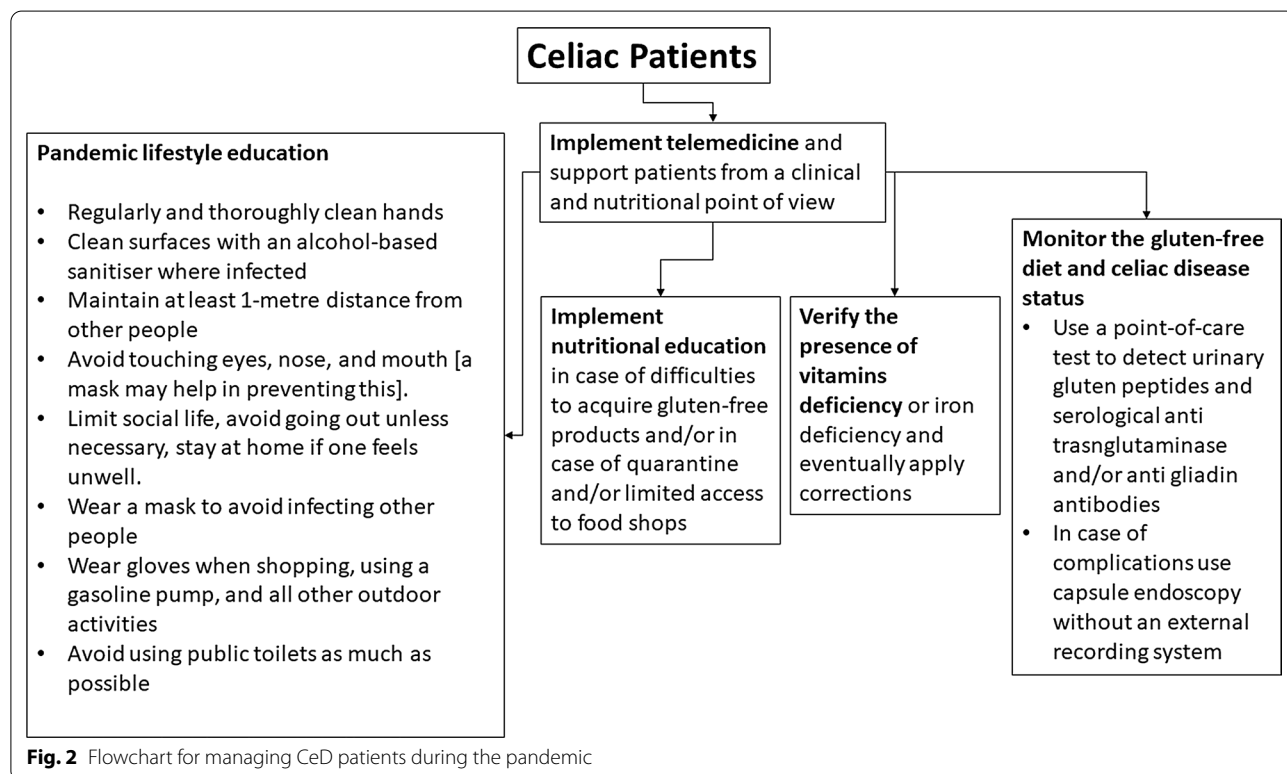 Celiac Patients
Implement telemedicine and
support patients from a clinical
and nutritional point of view
Pandemic lifestyle education
• Regularly and thoroughly clean hands
• Clean surfaces with an alcohol-based
sanitiser where infected
• Maintain at least 1-metre distance from
other people
• Avoid touching eyes, nose, and mouth [a
mask may help in preventing this].
• Limit social life, avoid going out unless
necessary, stay at home if one feels
unwell.
• Wear a mask to avoid infecting other
people
• Wear gloves when shopping, using a
gasoline pump, and all other outdoor
activities
• Avoid using public toilets as much as
possible
Implement
nutritional education
in case of difficulties
to acquire gluten-free
products and/or in
case of quarantine
and/or limited access
to food shops
Verify the
presence of
vitamins
deficiency or iron
deficiency and
eventually apply
corrections
Monitor the gluten-free
diet and celiac disease
status
• Use a point-of-care
test to detect urinary
gluten peptides and
serological anti
trasnglutaminase
and/or anti gliadin
antibodies
• In case of
complications use
capsule endoscopy
without an external
recording system
Fig. 2 Flowchart for managing CeD patients during the pandemic